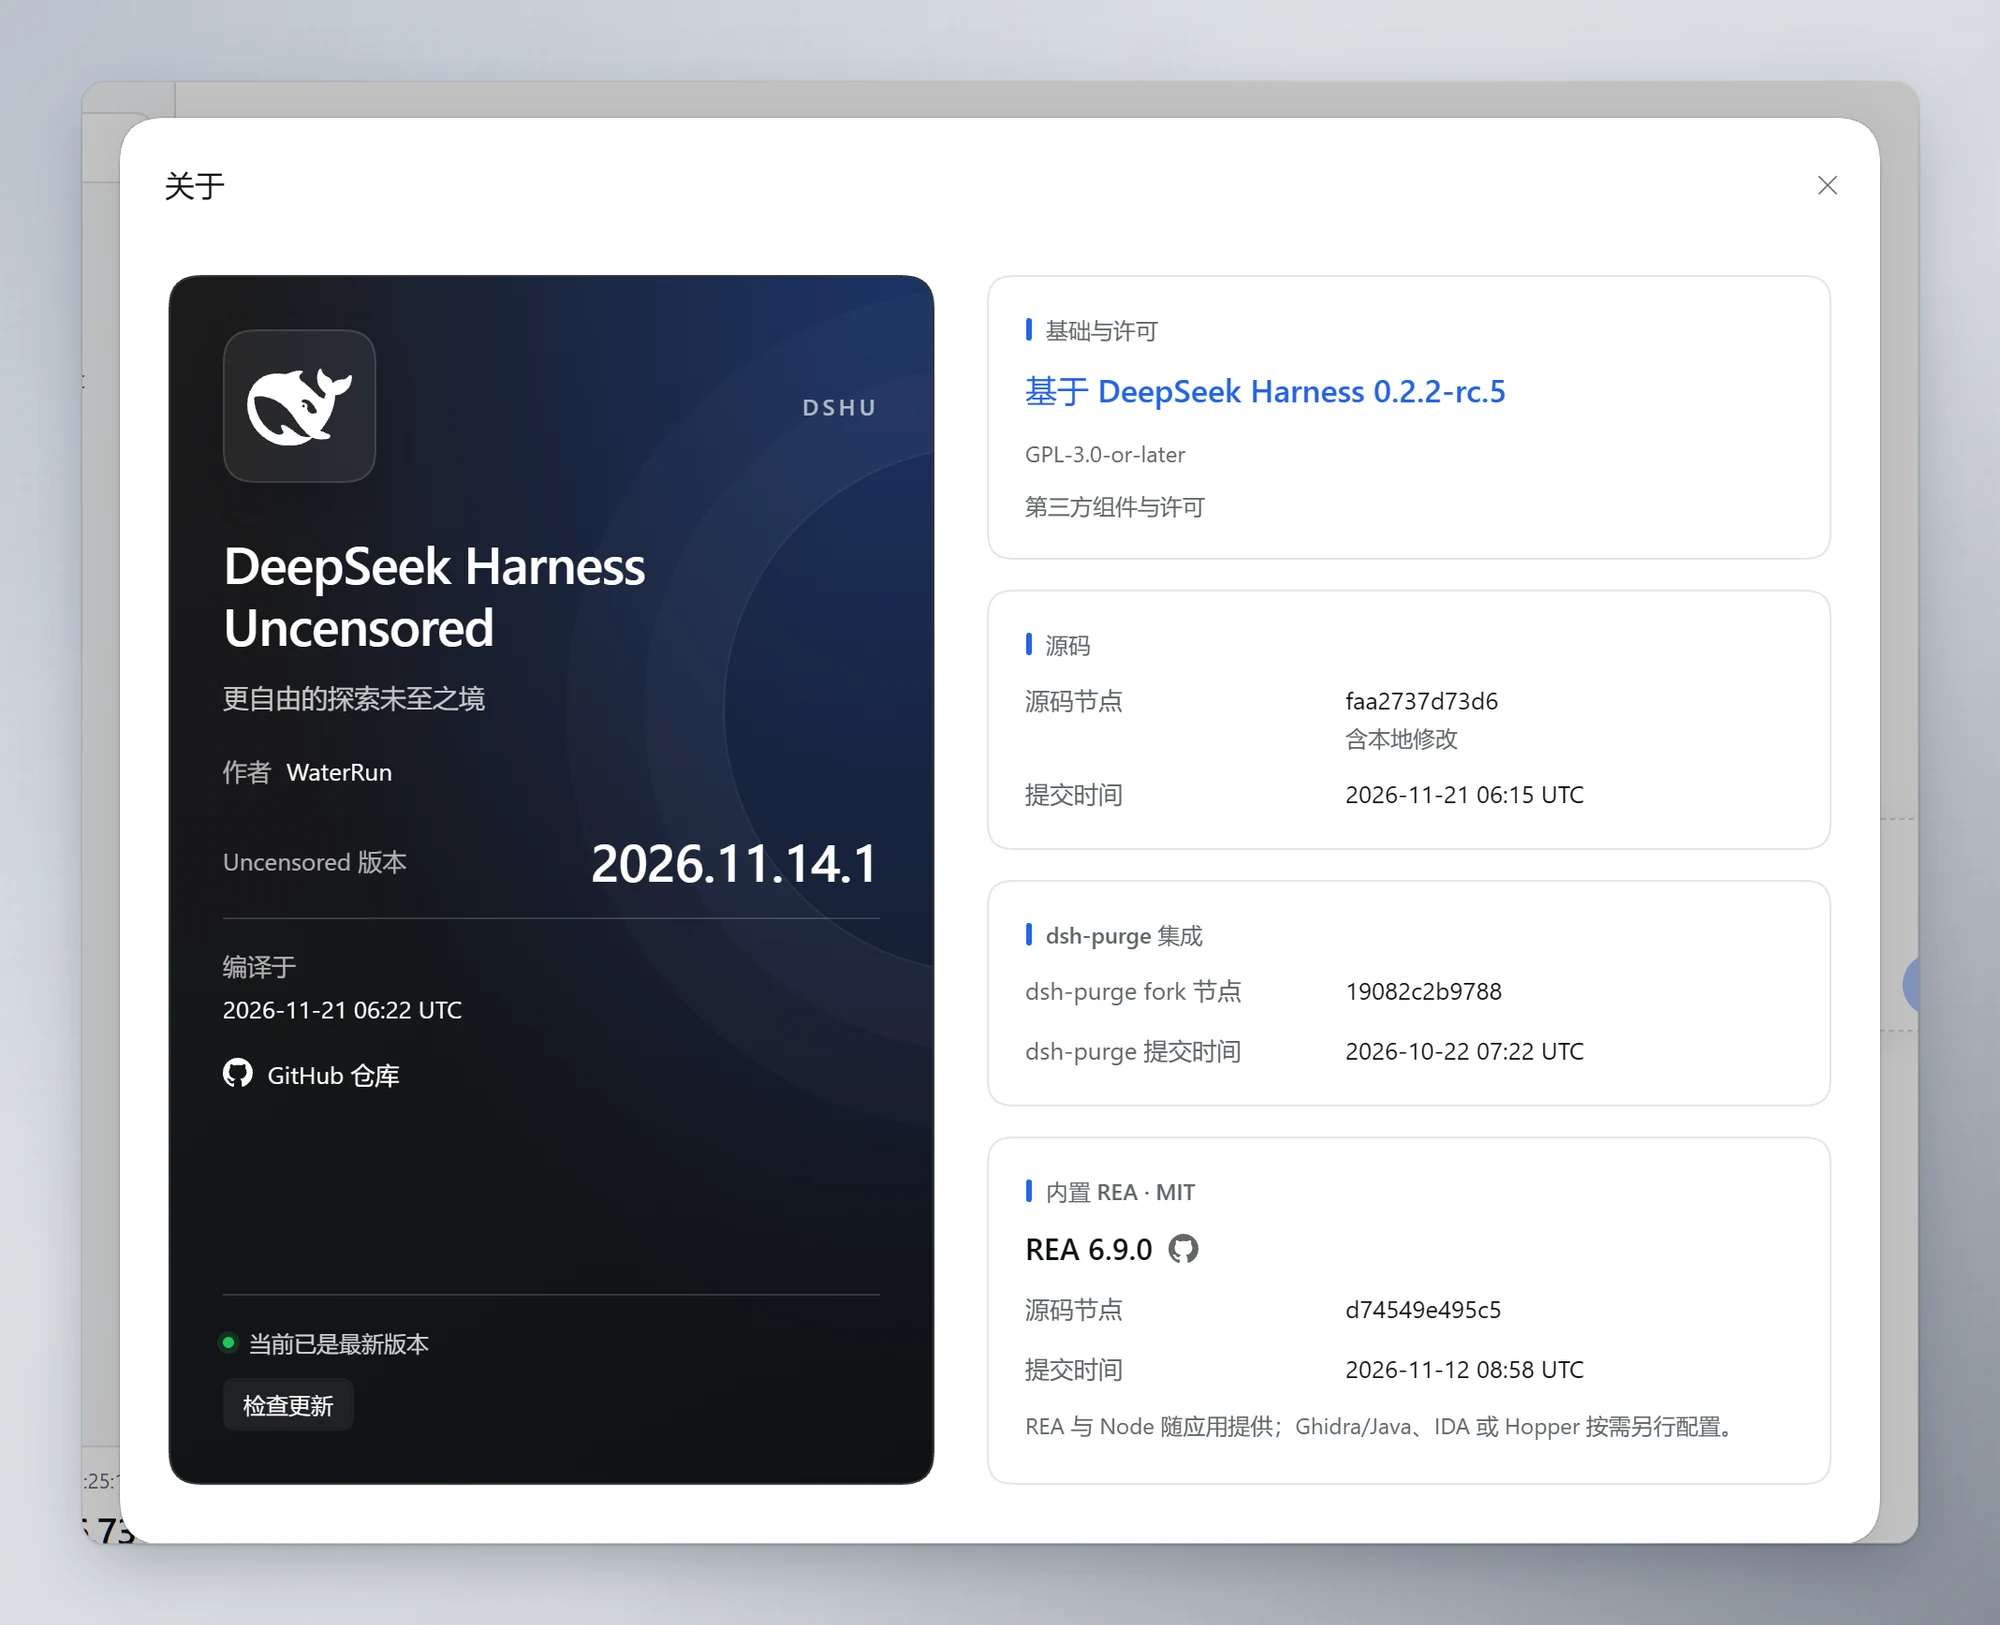 关于
DSHU
DeepSeek Harness
Uncensored
更自由的探索未至之境
作者 WaterRun
Uncensored 版本 2026.11.14.1
编译于
2026-11-21 06:22 UTC
GitHub 仓库
当前已是最新版本
检查更新
基础与许可
基于 DeepSeek Harness 0.2.2-rc.5
GPL-3.0-or-later
第三方组件与许可
源码
源码节点 faa2737d73d6
含本地修改
提交时间 2026-11-21 06:15 UTC
dsh-purge 集成
dsh-purge fork 节点 19082c2b9788
dsh-purge 提交时间 2026-10-22 07:22 UTC
内置 REA · MIT
REA 6.9.0
源码节点 d74549e495c5
提交时间 2026-11-12 08:58 UTC
REA 与 Node 随应用提供；Ghidra/Java、IDA 或 Hopper 按需另行配置。